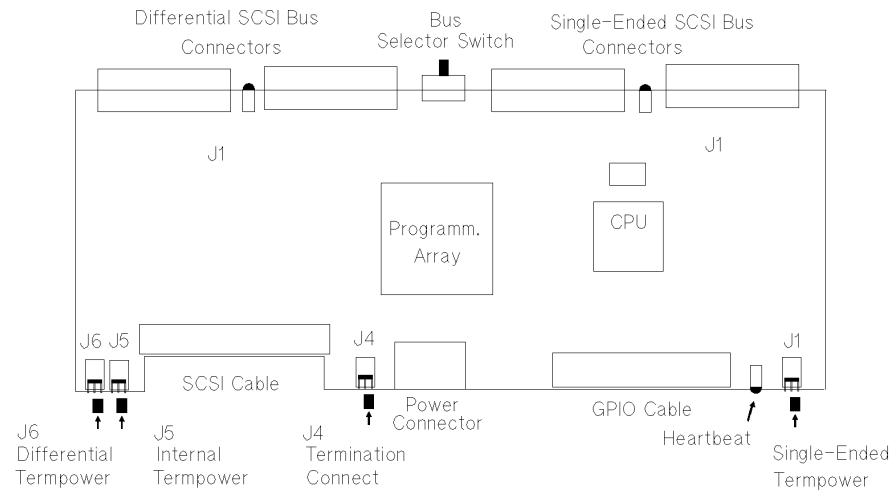 Differential SCSI Bus
Connectors
Bus
Selector Switch
Single-Ended SCSI Bus
Connectors
J1
J1
Programm.
Array
CPU
J6
J5
J4
J1
SCSI Cable
Power
Connector
GPIO Cable
Heartbeat
J6
Differential
Termpower
J5
Internal
Termpower
J4
Termination
Connect
Single-Ended
Termpower